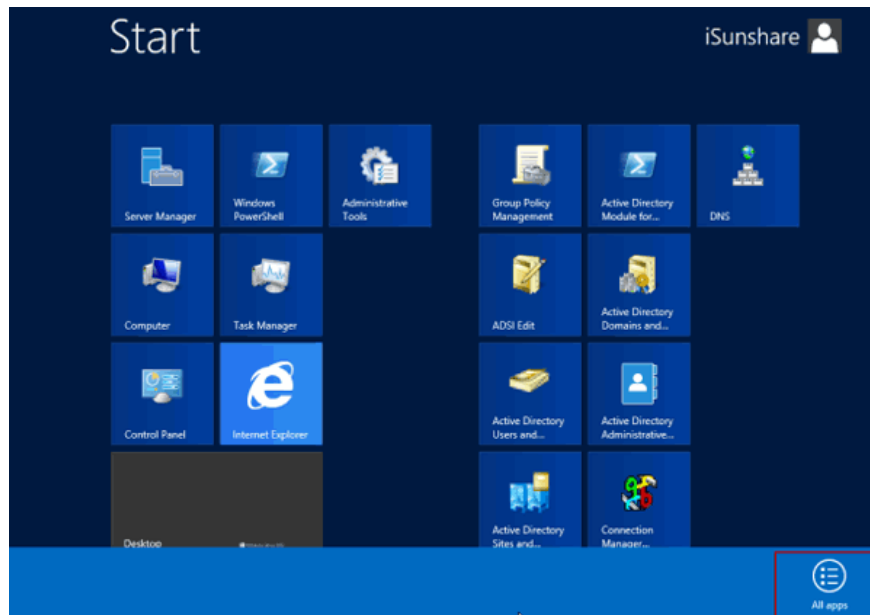 Start
iSunshare
Server Manager
Windows
PowerShell
Administrative
Tools
Group Policy
Management
Active Directory
Module for...
DNS
Computer
Task Manager
ADSI Edit
Active Directory
Domains and...
Control Panel
Internet Explorer
Active Directory
Users and...
Active Directory
Administrative...
Desktop
Active Directory
Sites and...
Connection
Manager...
All apps